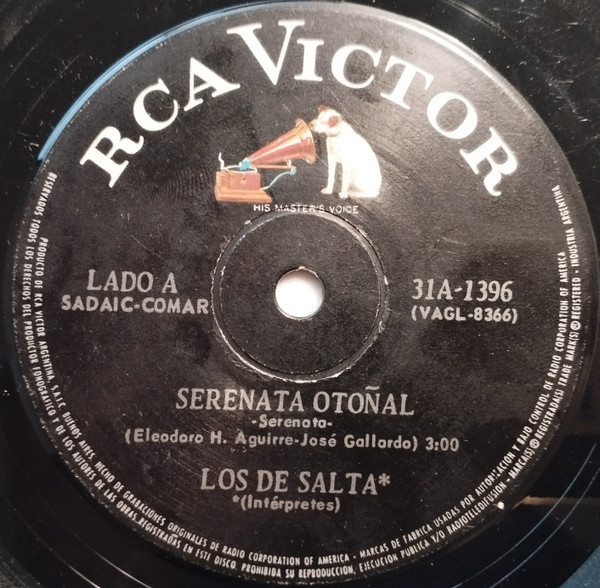 RCA VICTOR
HIS MASTER'S VOICE
LADO A
SADAIC-COMAR
31A-1396
(VAGL-8366)
SERENATA OTOÑAL
-Serenata-
(Eleodoro H. Aguirre-José Gallardo) 3:00
LOS DE SALTA*
*(Intérpretes)
PRODUCTO DE RCA VICTOR ARGENTINA, S.A.I.C. BUENOS AIRES. HECHO DE GRABACIONES ORIGINALES DE RADIO CORPORATION OF AMERICA - MARCAS DE FABRICA USADAS POR AUTORIZACION Y BAJO CONTROL DE RADIO CORPORATION OF AMERICA
RESERVADOS TODOS LOS DERECHOS DEL PRODUCTOR FONOGRAFICO Y DE LOS AUTORES DE LAS OBRAS REGISTRADAS EN ESTE DISCO. PROHIBIDA SU REPRODUCCION, EJECUCION PUBLICA Y/O RADIOTELEDIFUSION - MARCA(S) ® REGISTRADA(S) TRADE MARK(S) ® REGISTERED - INDUSTRIA ARGENTINA